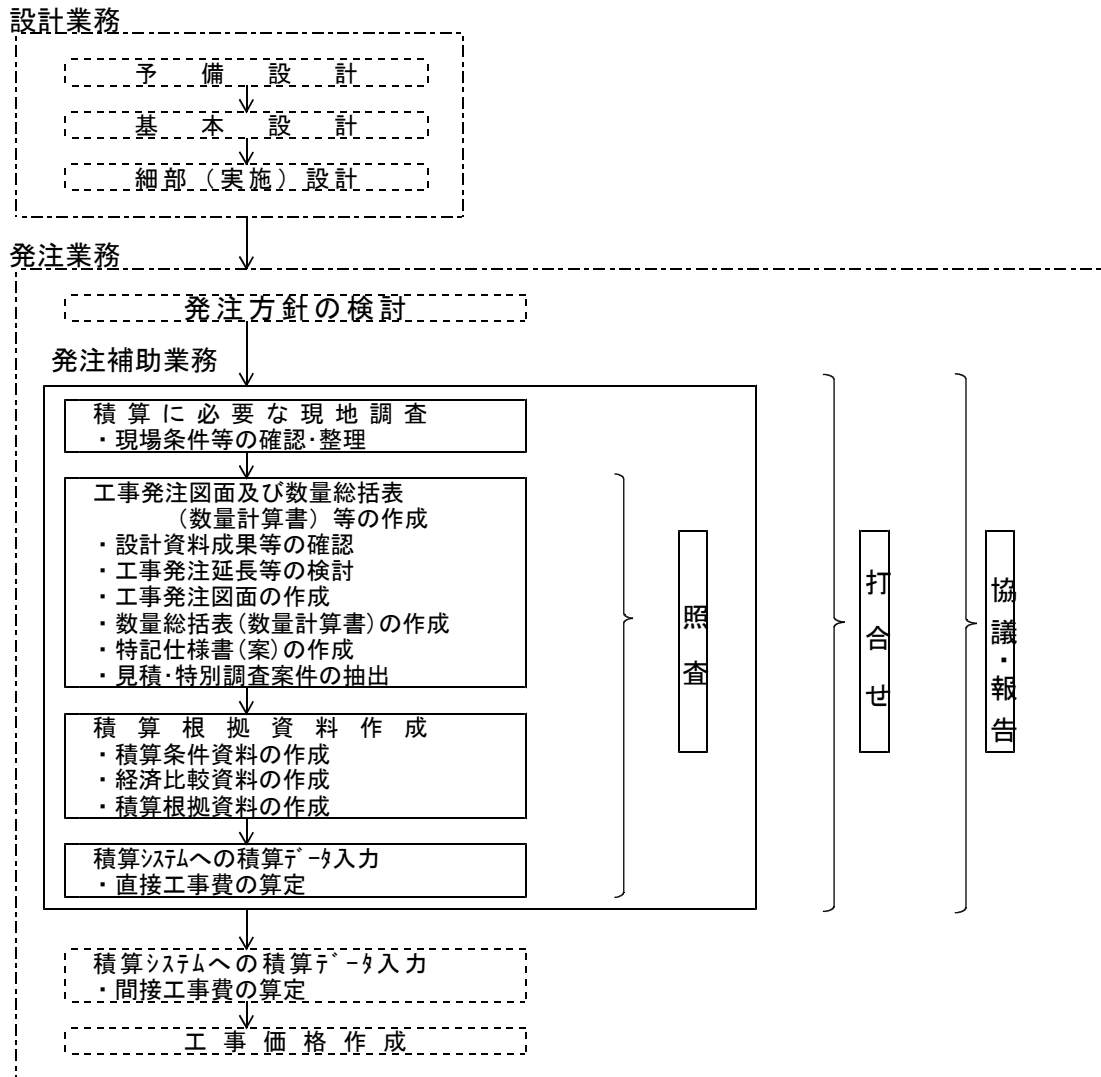 設計業務
予備設計
基本設計
細部（実施）設計
発注業務
発注方針の検討
発注補助業務
積算に必要な現地調査
・現場条件等の確認・整理
工事発注図面及び数量総括表
（数量計算書）等の作成
・設計資料成果等の確認
・工事発注延長等の検討
・工事発注図面の作成
・数量総括表(数量計算書)の作成
・特記仕様書(案)の作成
・見積・特別調査案件の抽出
積算根拠資料作成
・積算条件資料の作成
・経済比較資料の作成
・積算根拠資料の作成
積算ｼｽﾃﾑへの積算ﾃﾞｰﾀ入力
・直接工事費の算定
照査
打合せ
協議・報告
積算ｼｽﾃﾑへの積算ﾃﾞｰﾀ入力
・間接工事費の算定
工事価格作成